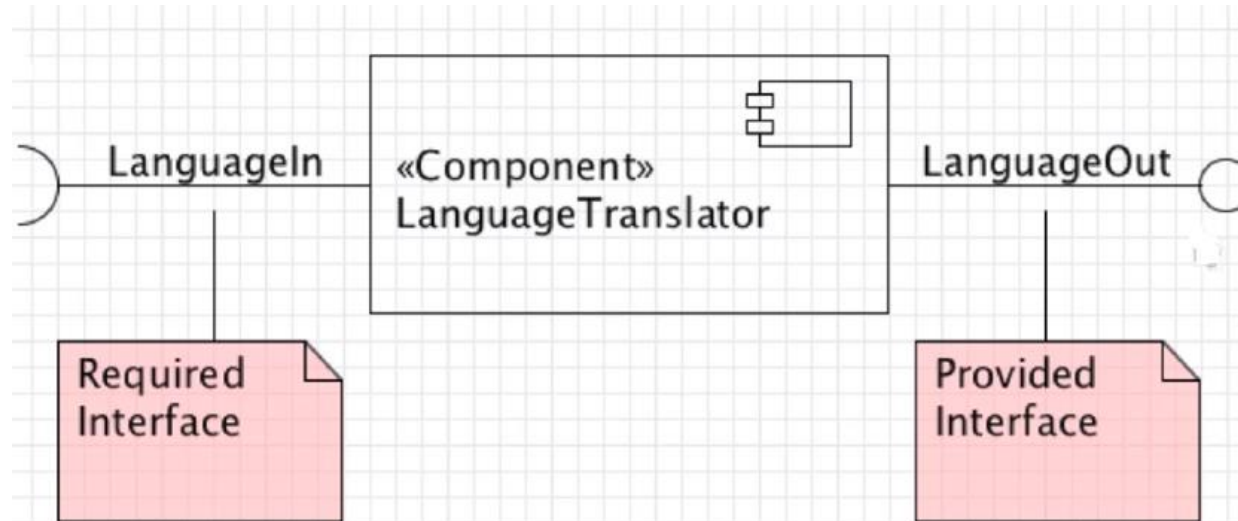 LanguageIn
«Component»
LanguageTranslator
LanguageOut
Required
Interface
Provided
Interface